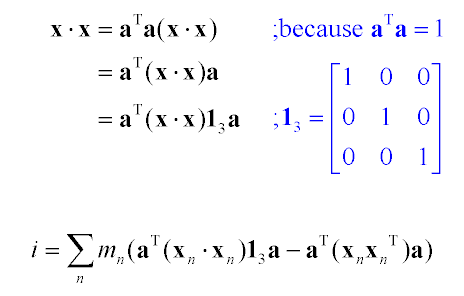 x · x = aᵀa(x · x) ;because aᵀa = 1
= aᵀ(x · x)a
= aᵀ(x · x)1₃a ;1₃ = [1 0 0
0 1 0
0 0 1]
i = ∑ₙ mₙ(aᵀ(xₙ · xₙ)1₃a − aᵀ(xₙxₙᵀ)a)